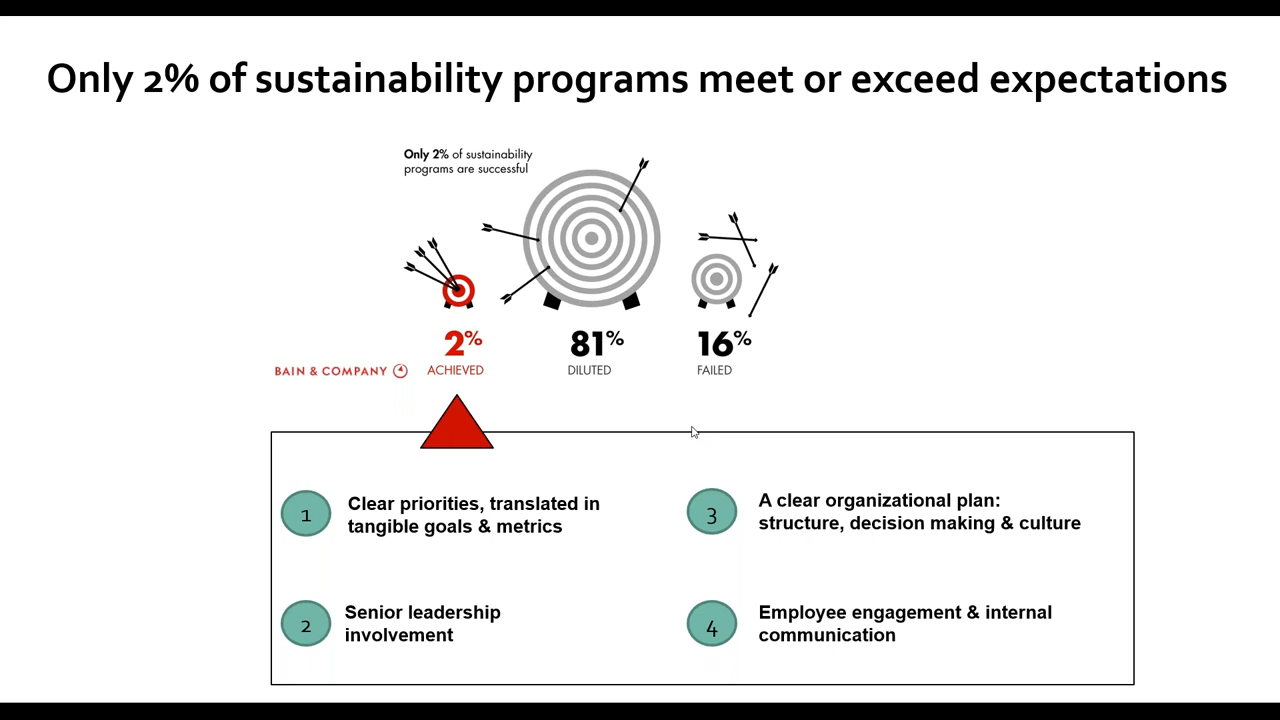 Only 2% of sustainability programs meet or exceed expectations
Only 2% of sustainability
programs are successful
2%
ACHIEVED
81%
DILUTED
16%
FAILED
BAIN & COMPANY
1
Clear priorities, translated in
tangible goals & metrics
2
Senior leadership
involvement
3
A clear organizational plan:
structure, decision making & culture
4
Employee engagement & internal
communication